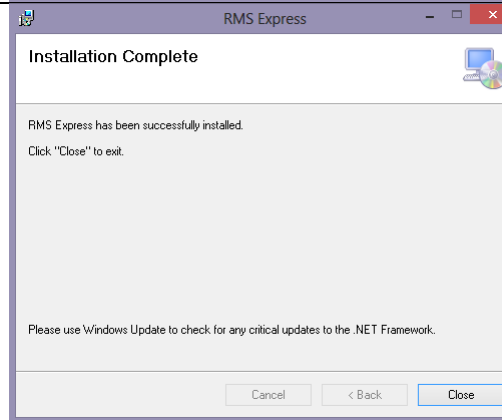 RMS Express
Installation Complete
RMS Express has been successfully installed.
Click "Close" to exit.
Please use Windows Update to check for any critical updates to the .NET Framework.
Cancel
< Back
Close